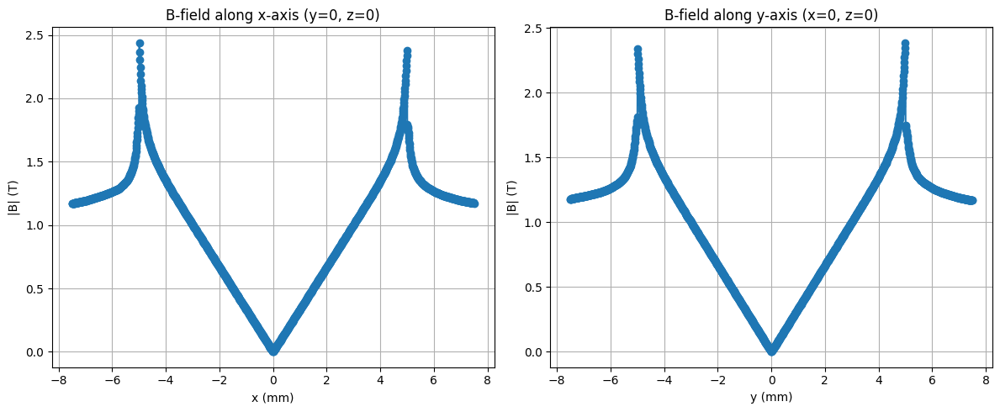 B-field along x-axis (y=0, z=0)
|B| (T)
2.5
2.0
1.5
1.0
0.5
0.0
−8 −6 −4 −2 0 2 4 6 8
x (mm)
B-field along y-axis (x=0, z=0)
|B| (T)
2.5
2.0
1.5
1.0
0.5
0.0
−8 −6 −4 −2 0 2 4 6 8
y (mm)